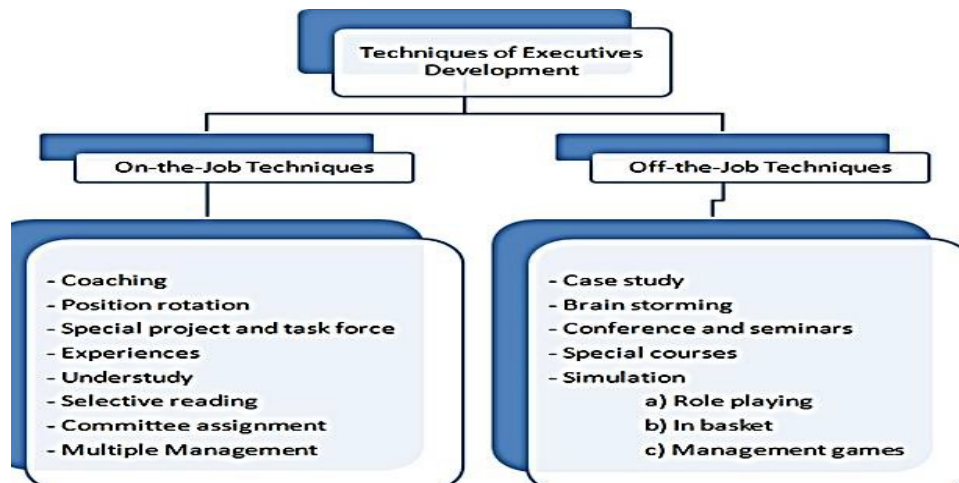 Techniques of Executives
Development
On-the-Job Techniques
Off-the-Job Techniques
- Coaching
- Position rotation
- Special project and task force
- Experiences
- Understudy
- Selective reading
- Committee assignment
- Multiple Management
- Case study
- Brain storming
- Conference and seminars
- Special courses
- Simulation
a) Role playing
b) In basket
c) Management games